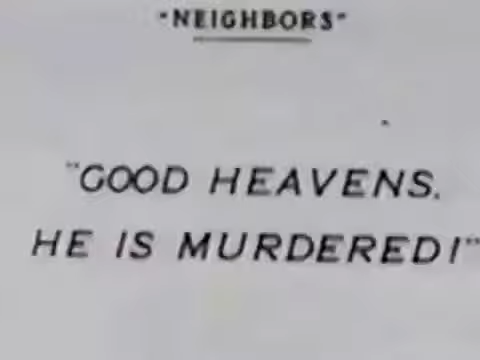 "NEIGHBORS"
"GOOD HEAVENS.
HE IS MURDERED!"